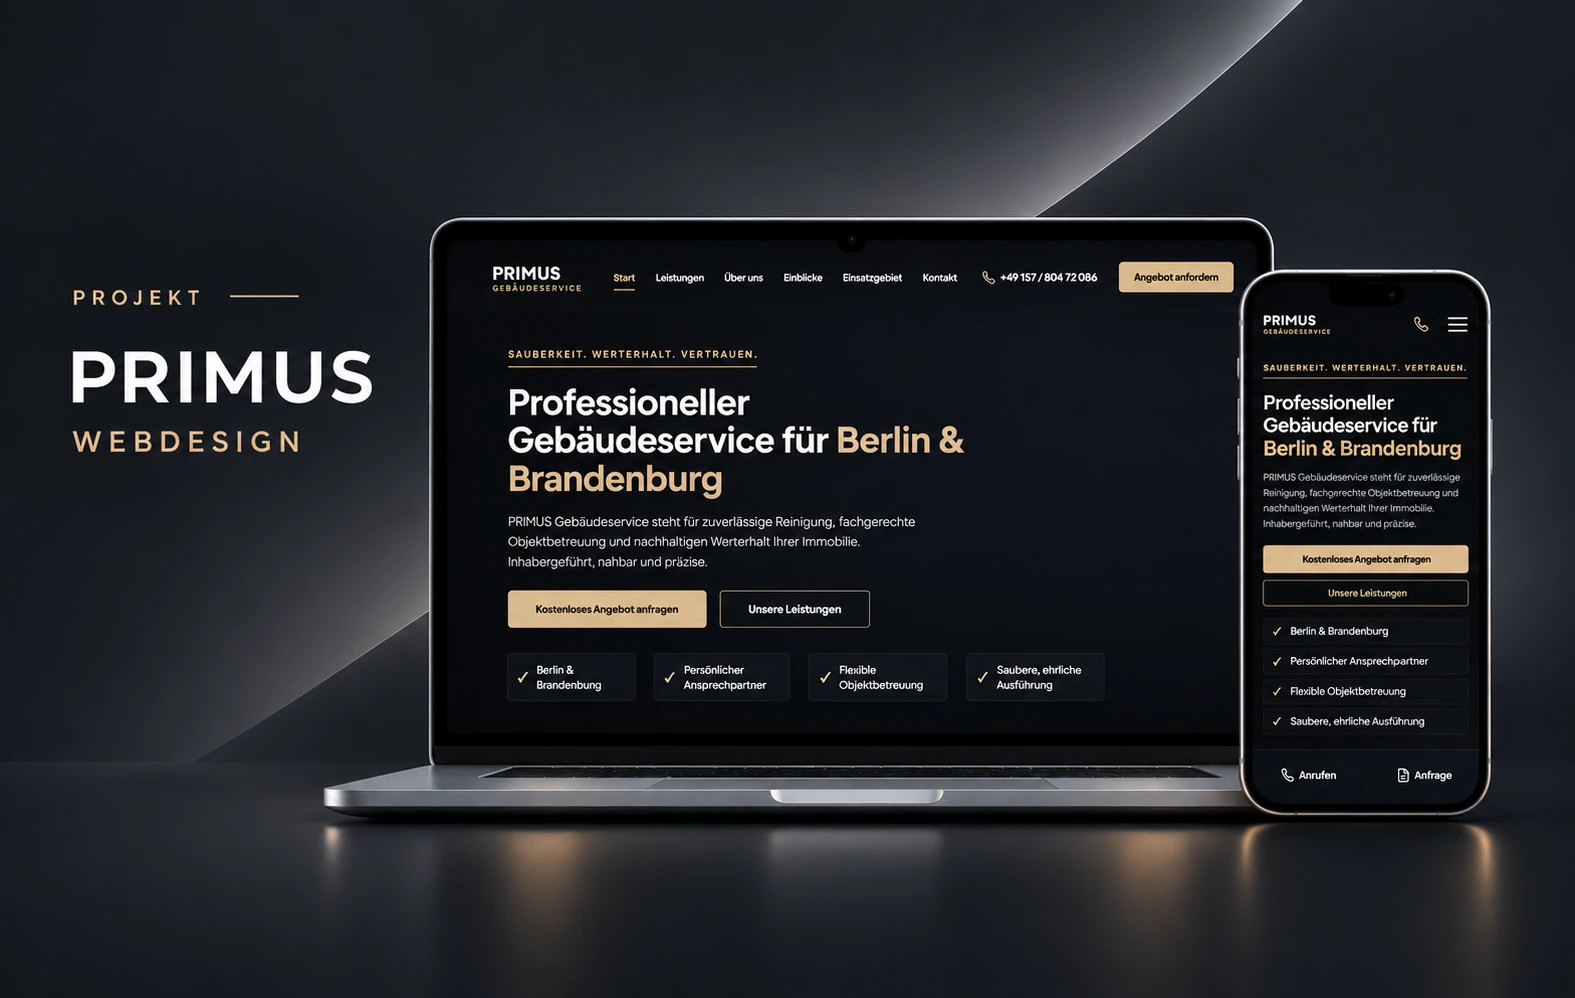 PROJEKT
PRIMUS
WEBDESIGN
PRIMUS
GEBÄUDESERVICE
Start
Leistungen
Über uns
Einblicke
Einsatzgebiet
Kontakt
+49 157 / 804 72 086
Angebot anfordern
SAUBERKEIT. WERTERHALT. VERTRAUEN.
Professioneller
Gebäudeservice für Berlin &
Brandenburg
PRIMUS Gebäudeservice steht für zuverlässige Reinigung, fachgerechte
Objektbetreuung und nachhaltigen Werterhalt Ihrer Immobilie.
Inhabergeführt, nahbar und präzise.
Kostenloses Angebot anfragen
Unsere Leistungen
Berlin &
Brandenbung
Persönlicher
Ansprechpartner
Flexible
Objektbetreuung
Saubere, ehrliche
Ausführung
PRIMUS
GEBÄUDESERVICE
SAUBERKEIT. WERTERHALT. VERTRAUEN.
Professioneller
Gebäudeservice für
Berlin & Brandenburg
PRIMUS Gebäudeservice steht für zuverlässige
Reinigung, fachgerechte Objektbetreuung und
nachhaltigen Werterhalt Ihrer Immobilie.
Inhabergeführt, nahbar und präzise.
Kostenloses Angebot anfragen
Unsere Leistungen
Berlin & Brandenburg
Persönlicher Ansprechpartner
Flexible Objektbetreuung
Saubere, ehrliche Ausführung
Anrufen
Anfrage